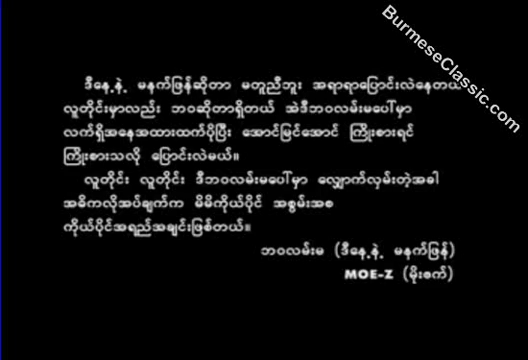 BurmeseClassic.com
ဒီနေ့နဲ့ မနက်ဖြန်ဆိုတာ မတူညီဘူး အရာရာပြောင်းလဲနေတယ်
လူတိုင်းမှာလည်း ဘဝဆိုတာရှိတယ် အဲဒီဘဝလမ်းမပေါ်မှာ
လက်ရှိအနေအထားထက်ပိုပြီး အောင်မြင်အောင် ကြိုးစားရင်
ကြိုးစားသလို ပြောင်းလဲမယ်။
လူတိုင်း လူတိုင်း ဒီဘဝလမ်းမပေါ်မှာ လျှောက်လှမ်းတဲ့အခါ
အဓိကလိုအပ်ချက်က မိမိကိုယ်ပိုင် အစွမ်းအစ
ကိုယ်ပိုင်အရည်အချင်းဖြစ်တယ်။
ဘဝလမ်းမ (ဒီနေ့နဲ့ မနက်ဖြန်)
MOE-Z (မိုးဇက်)